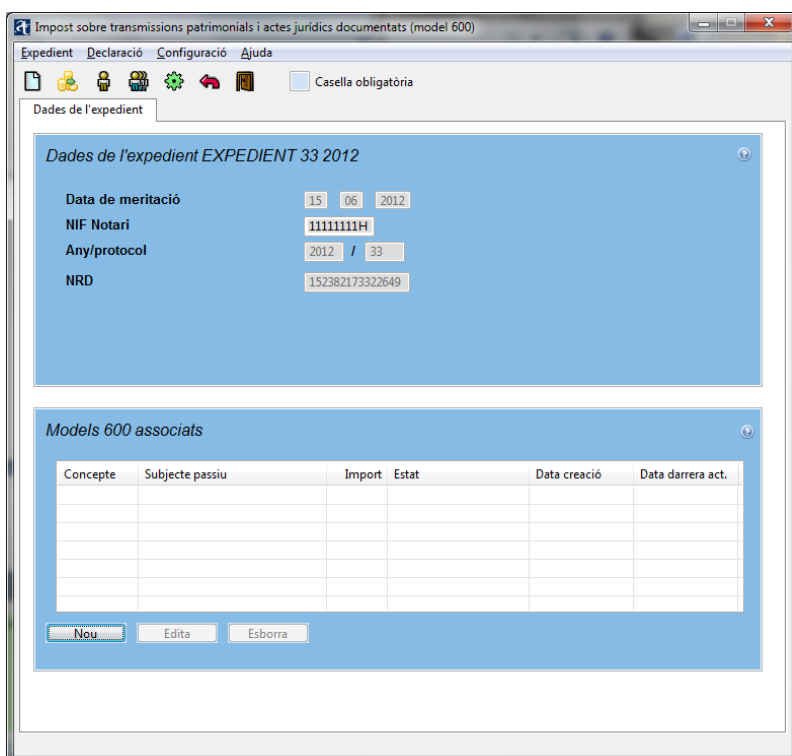 Impost sobre transmissions patrimonials i actes jurídics documentats (model 600)
Expedient Declaració Configuració Ajuda
Casella obligatòria
Dades de l'expedient
Dades de l'expedient EXPEDIENT 33 2012
Data de meritació 15 06 2012
NIF Notari 11111111H
Any/protocol 2012 / 33
NRD 152382173322649
Models 600 associats
Concepte Subjecte passiu Import Estat Data creació Data darrera act.
Nou Edita Esborra